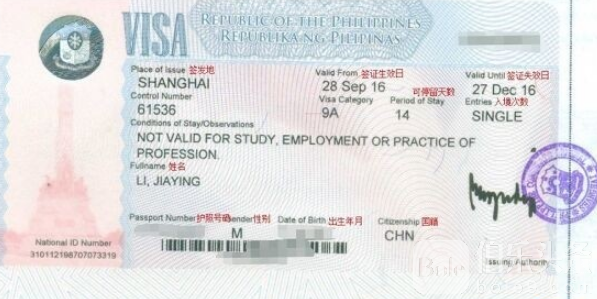 VISA
REPUBLIC OF THE PHILIPPINES
REPUBLIKA NG PILIPINAS
Place of Issue 签发地
SHANGHAI
Valid From 签证生效日
28 Sep 16
Valid Until 签证失效日
27 Dec 16
Control Number
61536
Visa Category
9A
可停留天数
Period of Stay
14
Entries 入境次数
SINGLE
Conditions of Stay/Observations
NOT VALID FOR STUDY, EMPLOYMENT OR PRACTICE OF
PROFESSION.
Fullname 姓名
LI, JIAYING
Passport Number 护照号码
Gender 性别
M
Date of Birth 出生年月
Citizenship 国籍
CHN
National ID Number
310112198707073319
Issuing Authority